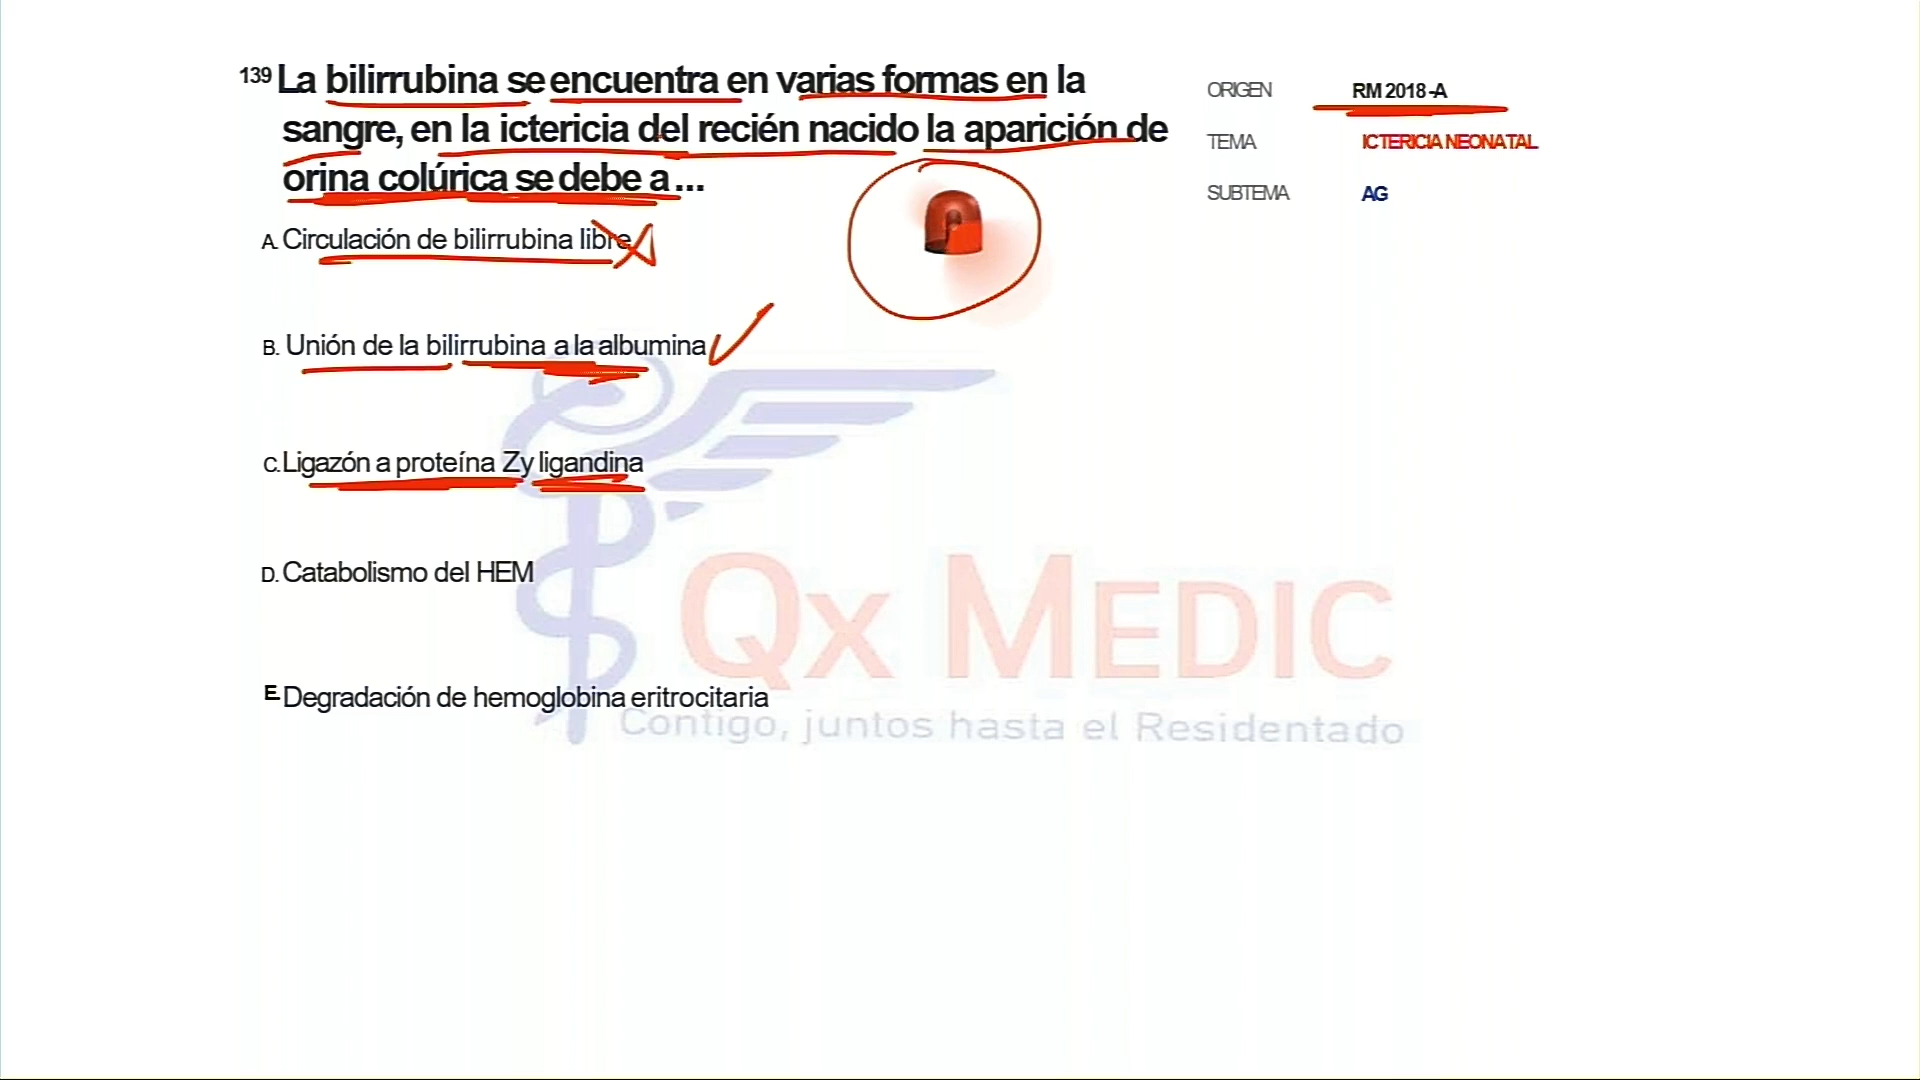 139 La bilirrubina se encuentra en varias formas en la
sangre, en la ictericia del recién nacido la aparición de
orina colúrica se debe a ...
A. Circulación de bilirrubina libre
B. Unión de la bilirrubina a la albumina
C. Ligazón a proteína Z y ligandina
D. Catabolismo del HEM
E. Degradación de hemoglobina eritrocitaria
ORIGEN RM 2018-A
TEMA ICTERICIA NEONATAL
SUBTEMA AG
QX MEDIC
Contigo, juntos hasta el Residentado